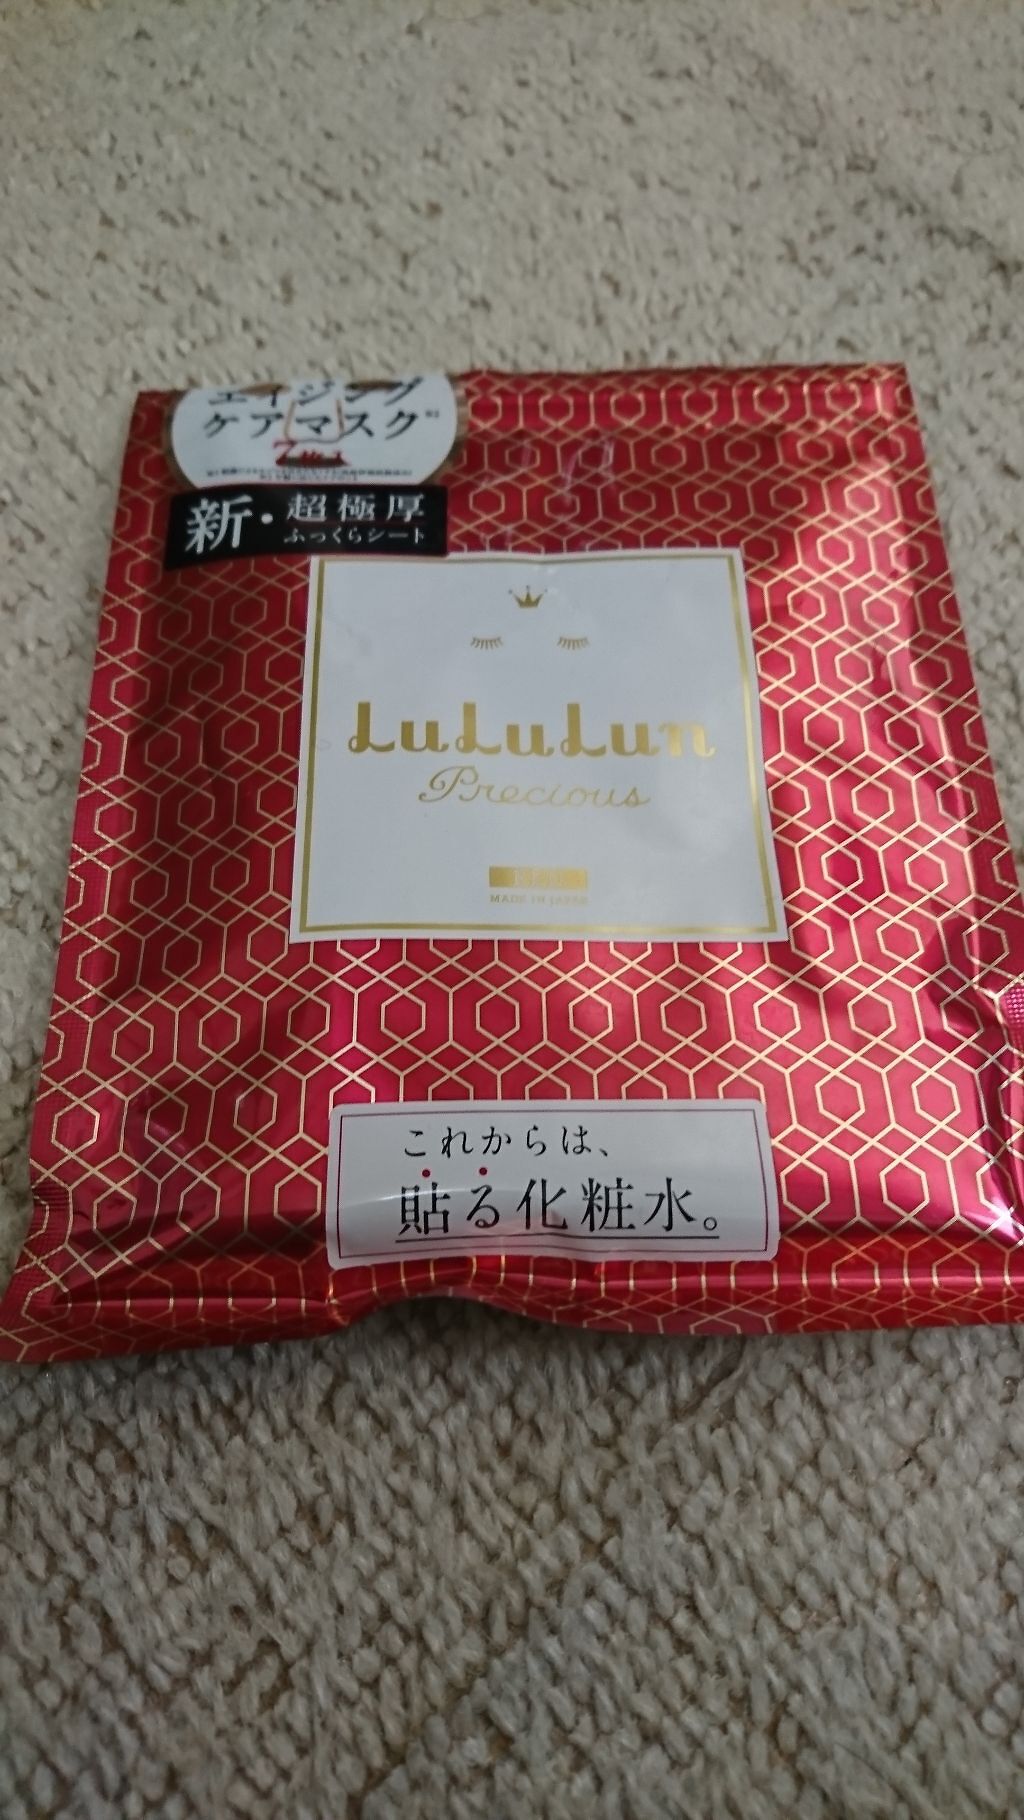 エイジング
ケアマスク
新・超極厚
ふっくらシート
LuLuLun
Precious
MADE IN JAPAN
これからは、
貼る化粧水。